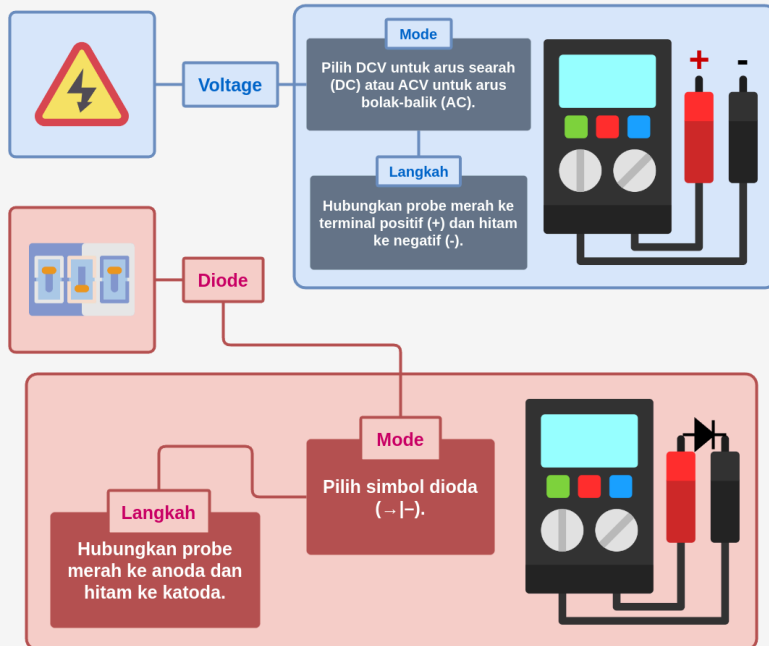 Voltage
Mode
Pilih DCV untuk arus searah
(DC) atau ACV untuk arus
bolak-balik (AC).
Langkah
Hubungkan probe merah ke
terminal positif (+) dan hitam
ke negatif (-).
+ -
Diode
Mode
Pilih simbol dioda
(→|–).
Langkah
Hubungkan probe
merah ke anoda dan
hitam ke katoda.